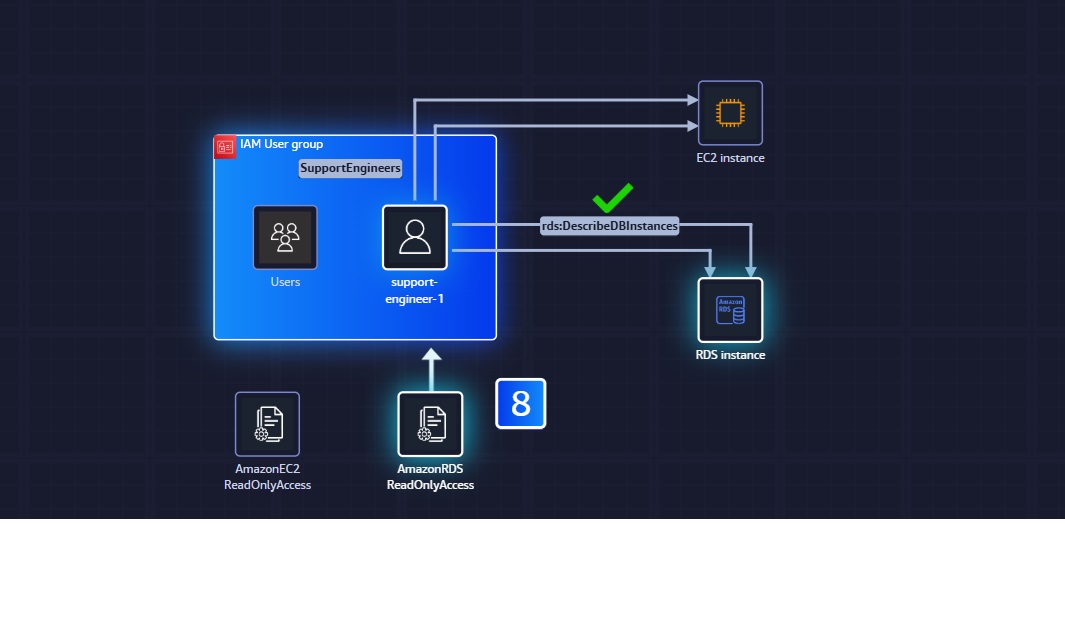 EC2 instance
IAM User group
SupportEngineers
rds:DescribeDBInstances
Users
support-
engineer-1
Amazon
RDS
RDS instance
8
AmazonEC2
ReadOnlyAccess
AmazonRDS
ReadOnlyAccess